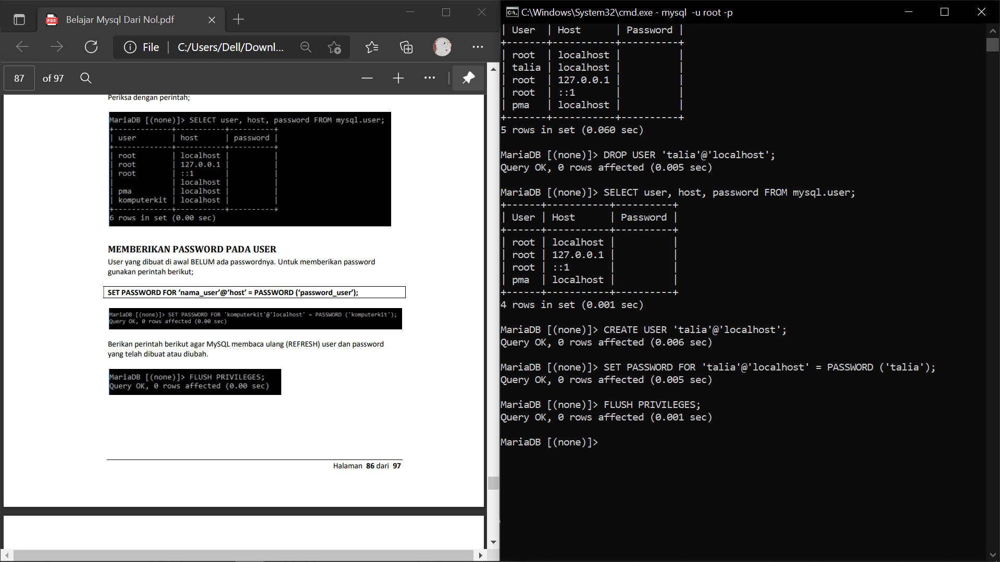 Belajar Mysql Dari Nol.pdf
File
C:/Users/Dell/Downl...
87 of 97
Periksa dengan perintah;
MariaDB [(none)]> SELECT user, host, password FROM mysql.user;
+-------------+-----------+----------+
| user        | host      | password |
+-------------+-----------+----------+
| root        | localhost |          |
| root        | 127.0.0.1 |          |
| root        | ::1       |          |
|             | localhost |          |
| pma         | localhost |          |
| komputerkit | localhost |          |
+-------------+-----------+----------+
6 rows in set (0.00 sec)
MEMBERIKAN PASSWORD PADA USER
User yang dibuat di awal BELUM ada passwordnya. Untuk memberikan password
gunakan perintah berikut;
SET PASSWORD FOR ‘nama_user’@’host’ = PASSWORD (‘password_user’);
MariaDB [(none)]> SET PASSWORD FOR 'komputerkit'@'localhost' = PASSWORD ('komputerkit');
Query OK, 0 rows affected (0.00 sec)
Berikan perintah berikut agar MySQL membaca ulang (REFRESH) user dan password
yang telah dibuat atau diubah.
MariaDB [(none)]> FLUSH PRIVILEGES;
Query OK, 0 rows affected (0.00 sec)
Halaman 86 dari 97
C:\Windows\System32\cmd.exe - mysql -u root -p
| User  | Host      | Password |
+-------+-----------+----------+
| root  | localhost |          |
| talia | localhost |          |
| root  | 127.0.0.1 |          |
| root  | ::1       |          |
| pma   | localhost |          |
+-------+-----------+----------+
5 rows in set (0.060 sec)
MariaDB [(none)]> DROP USER 'talia'@'localhost';
Query OK, 0 rows affected (0.005 sec)
MariaDB [(none)]> SELECT user, host, password FROM mysql.user;
+------+-----------+----------+
| User | Host      | Password |
+------+-----------+----------+
| root | localhost |          |
| root | 127.0.0.1 |          |
| root | ::1       |          |
| pma  | localhost |          |
+------+-----------+----------+
4 rows in set (0.001 sec)
MariaDB [(none)]> CREATE USER 'talia'@'localhost';
Query OK, 0 rows affected (0.006 sec)
MariaDB [(none)]> SET PASSWORD FOR 'talia'@'localhost' = PASSWORD ('talia');
Query OK, 0 rows affected (0.005 sec)
MariaDB [(none)]> FLUSH PRIVILEGES;
Query OK, 0 rows affected (0.001 sec)
MariaDB [(none)]>